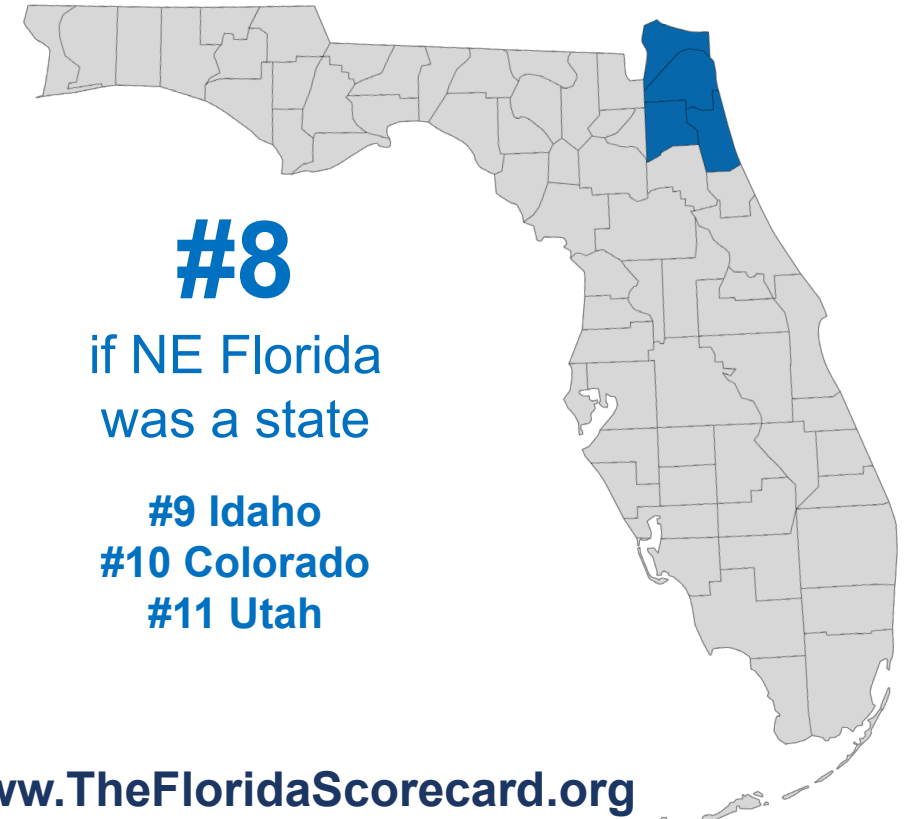 #8
if NE Florida
was a state
#9 Idaho
#10 Colorado
#11 Utah
ww.TheFloridaScorecard.org